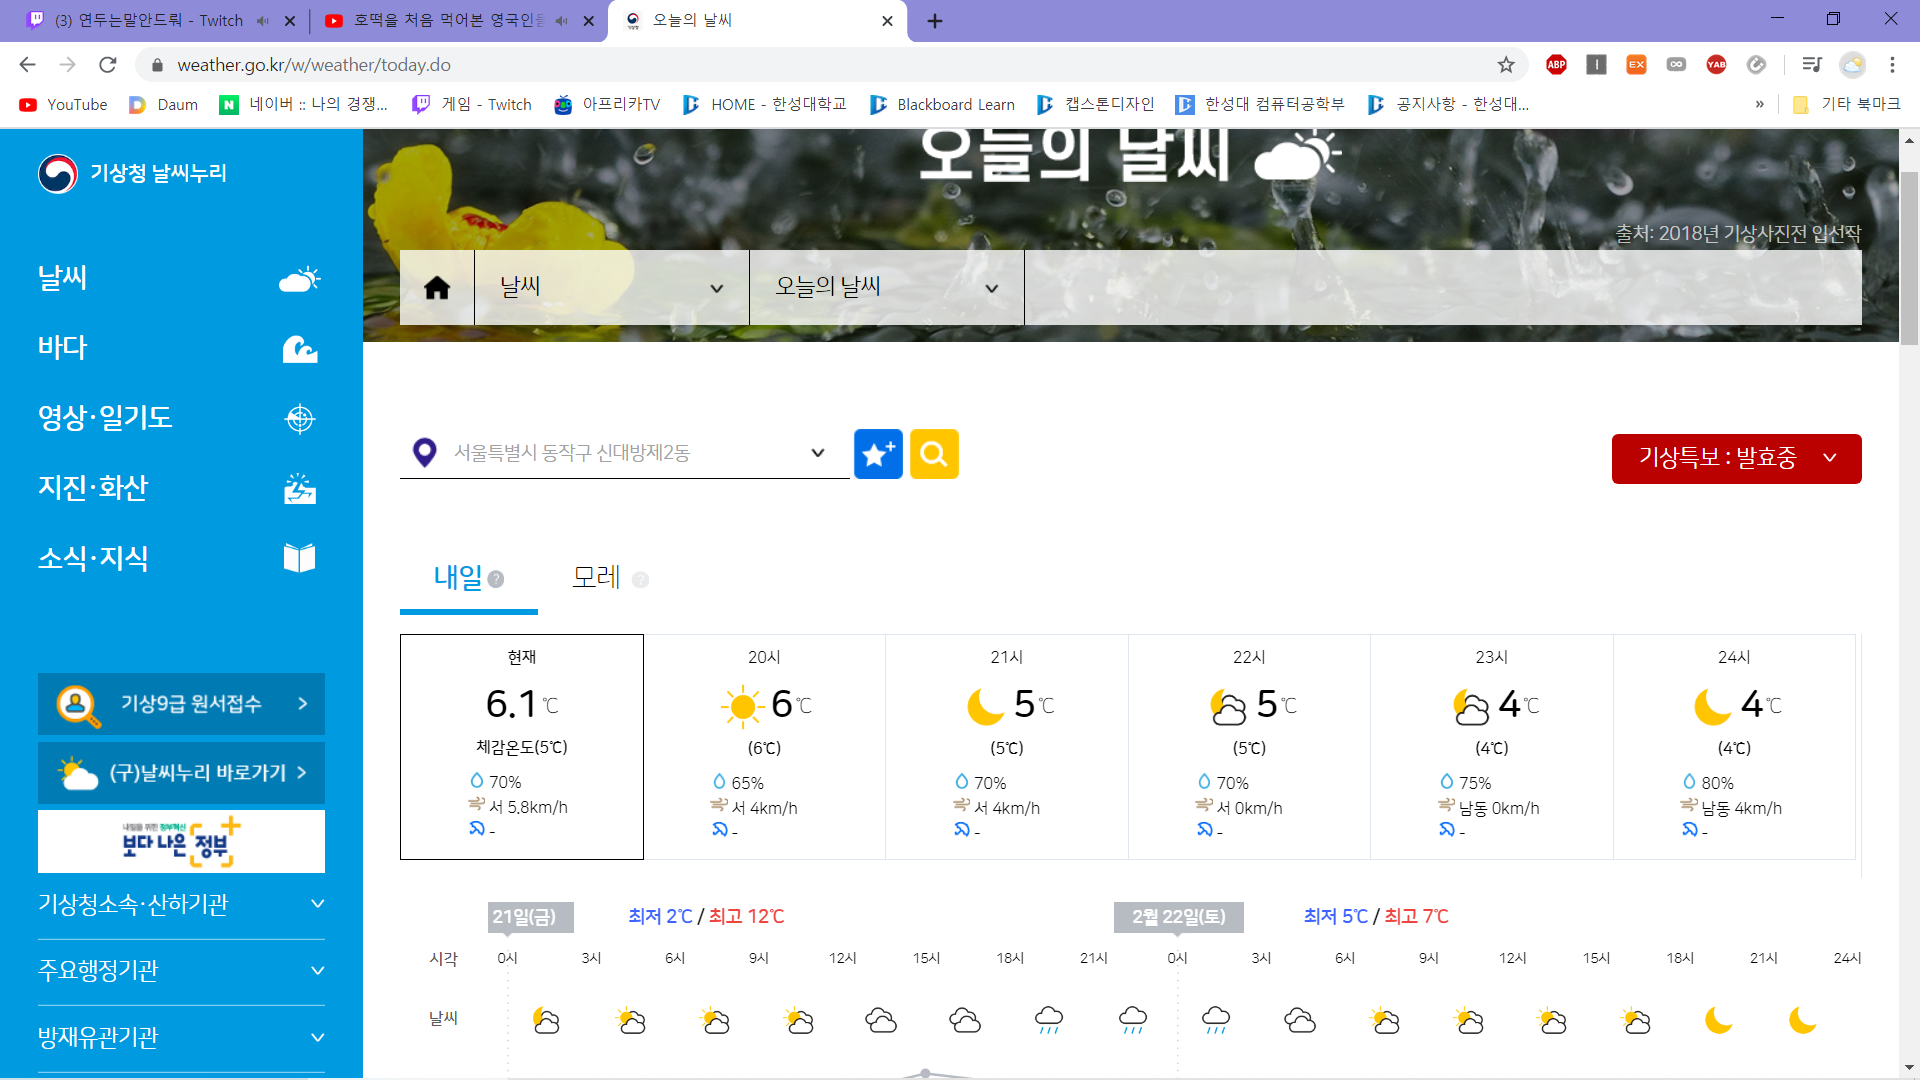 (3) 연두는말안드뤄 - Twitch
호떡을 처음 먹어본 영국인들
오늘의 날씨
weather.go.kr/w/weather/today.do
ABP
EX
YAB
YouTube
Daum
네이버 :: 나의 경쟁...
게임 - Twitch
아프리카TV
HOME - 한성대학교
Blackboard Learn
캡스톤디자인
한성대 컴퓨터공학부
공지사항 - 한성대...
»
기타 북마크
기상청 날씨누리
날씨
바다
영상·일기도
지진·화산
소식·지식
기상9급 원서접수 >
(구)날씨누리 바로가기 >
내일을 위한 정부혁신
보다 나은 정부
기상청소속·산하기관
주요행정기관
방재유관기관
오늘의 날씨
출처: 2018년 기상사진전 입선작
날씨
오늘의 날씨
서울특별시 동작구 신대방제2동
기상특보 : 발효중
내일 ?
모레 ?
현재 20시 21시 22시 23시 24시
6.1℃ 6℃ 5℃ 5℃ 4℃ 4℃
체감온도(5℃) (6℃) (5℃) (5℃) (4℃) (4℃)
70% 65% 70% 70% 75% 80%
서 5.8km/h 서 4km/h 서 4km/h 서 0km/h 남동 0km/h 남동 4km/h
- - - - - -
21일(금) 최저 2℃ / 최고 12℃ 2월 22일(토) 최저 5℃ / 최고 7℃
시각 0시 3시 6시 9시 12시 15시 18시 21시 0시 3시 6시 9시 12시 15시 18시 21시 24시
날씨